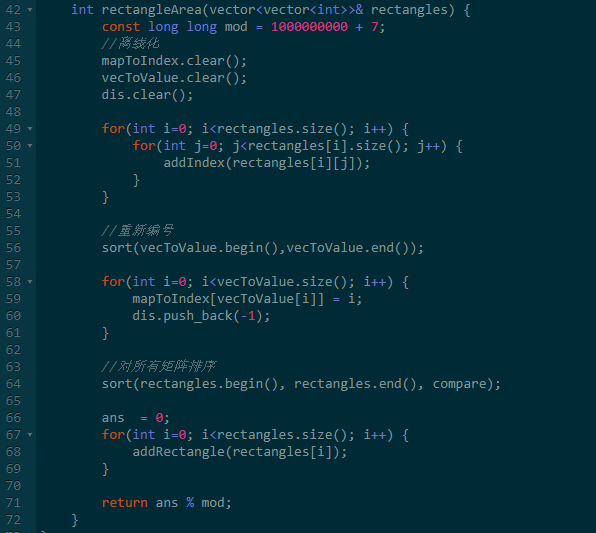 42    int rectangleArea(vector<vector<int>>& rectangles) {
43        const long long mod = 1000000000 + 7;
44        //离线化
45        mapToIndex.clear();
46        vecToValue.clear();
47        dis.clear();
48
49        for(int i=0; i<rectangles.size(); i++) {
50            for(int j=0; j<rectangles[i].size(); j++) {
51                addIndex(rectangles[i][j]);
52            }
53        }
54
55        //重新编号
56        sort(vecToValue.begin(),vecToValue.end());
57
58        for(int i=0; i<vecToValue.size(); i++) {
59            mapToIndex[vecToValue[i]] = i;
60            dis.push_back(-1);
61        }
62
63        //对所有矩阵排序
64        sort(rectangles.begin(), rectangles.end(), compare);
65
66        ans  = 0;
67        for(int i=0; i<rectangles.size(); i++) {
68            addRectangle(rectangles[i]);
69        }
70
71        return ans % mod;
72    }